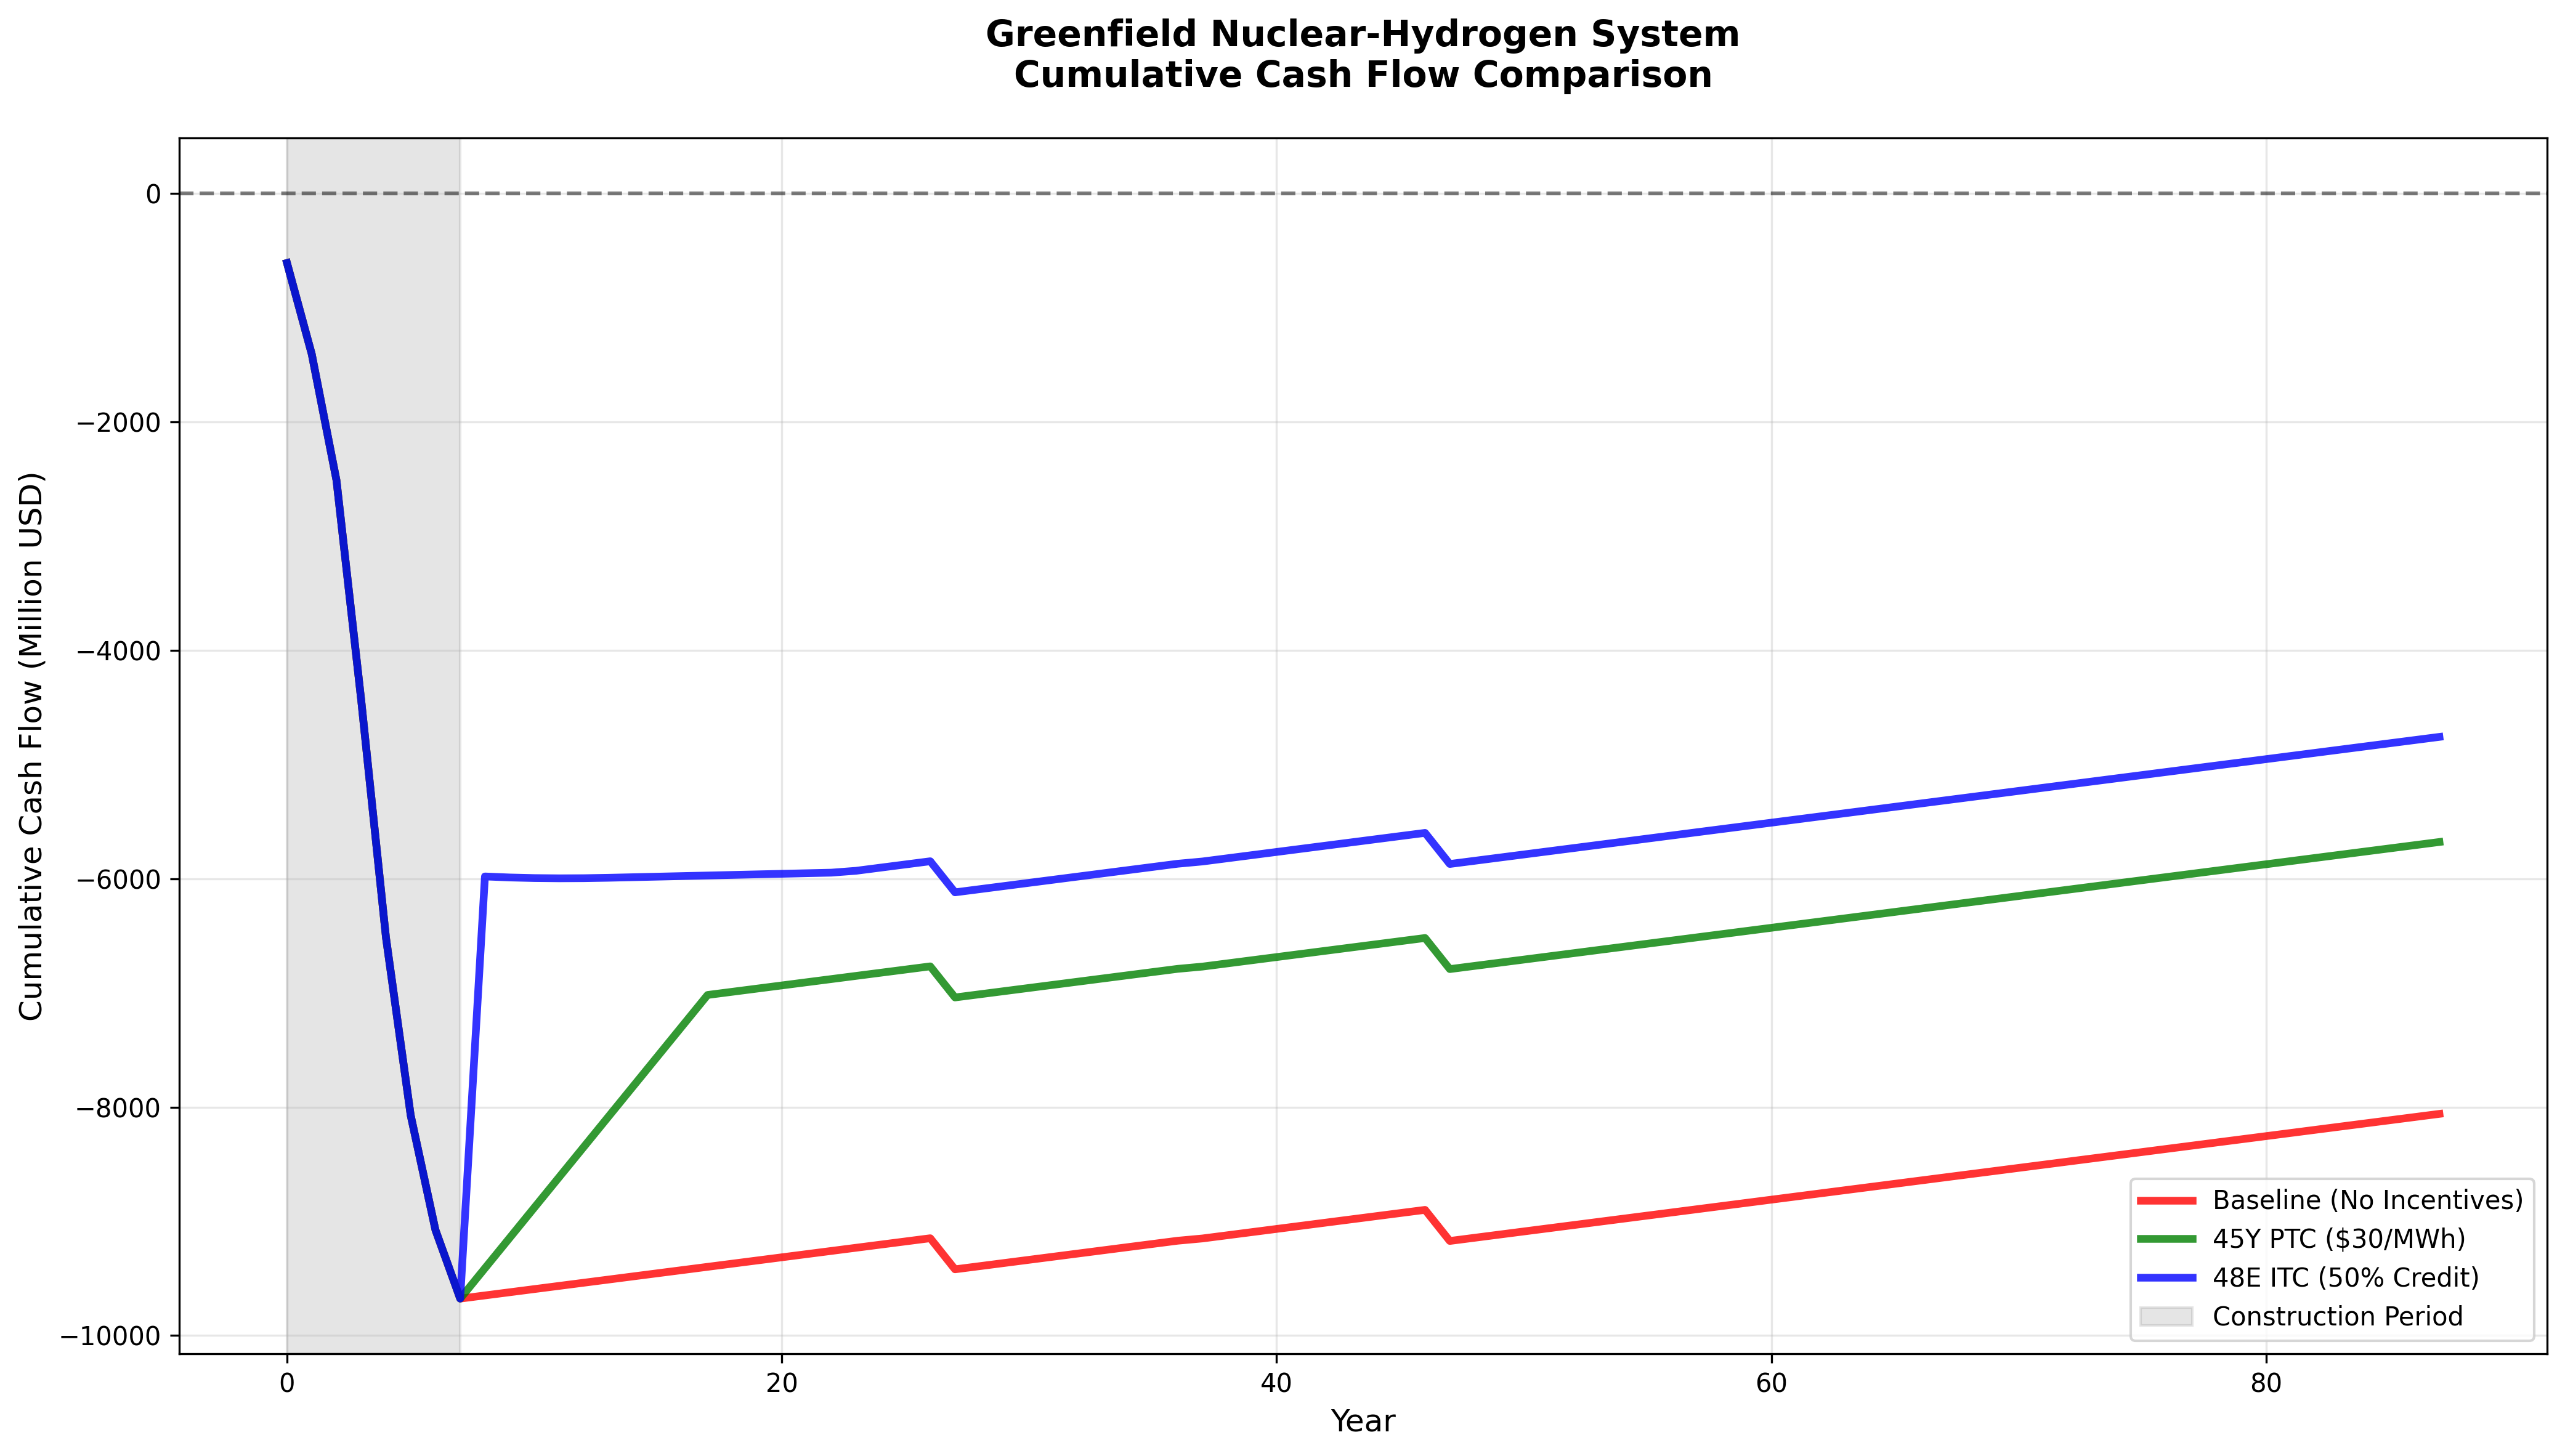 Greenfield Nuclear-Hydrogen System
Cumulative Cash Flow Comparison
Cumulative Cash Flow (Million USD)
0
−2000
−4000
−6000
−8000
−10000
0
20
40
60
80
Year
Baseline (No Incentives)
45Y PTC ($30/MWh)
48E ITC (50% Credit)
Construction Period